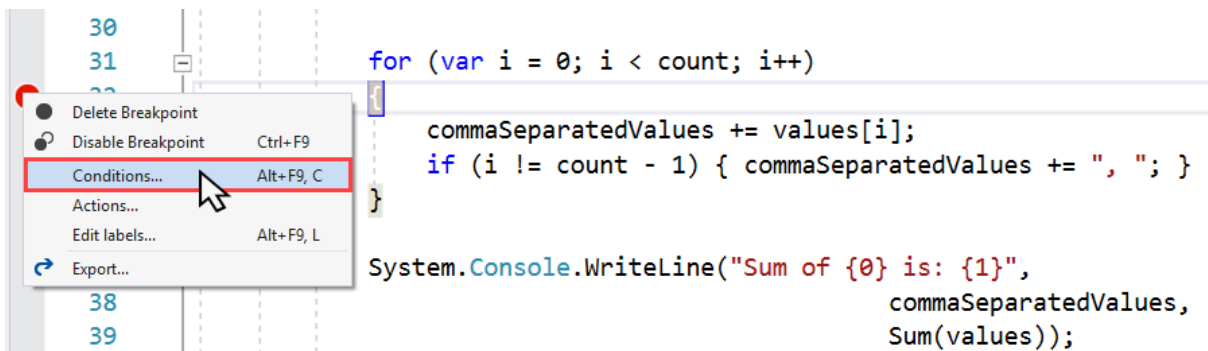 30
31 for (var i = 0; i < count; i++)
{
Delete Breakpoint
Disable Breakpoint Ctrl+F9
Conditions... Alt+F9, C
Actions...
Edit labels... Alt+F9, L
Export...
commaSeparatedValues += values[i];
if (i != count - 1) { commaSeparatedValues += ", "; }
}
System.Console.WriteLine("Sum of {0} is: {1}",
38 commaSeparatedValues,
39 Sum(values));